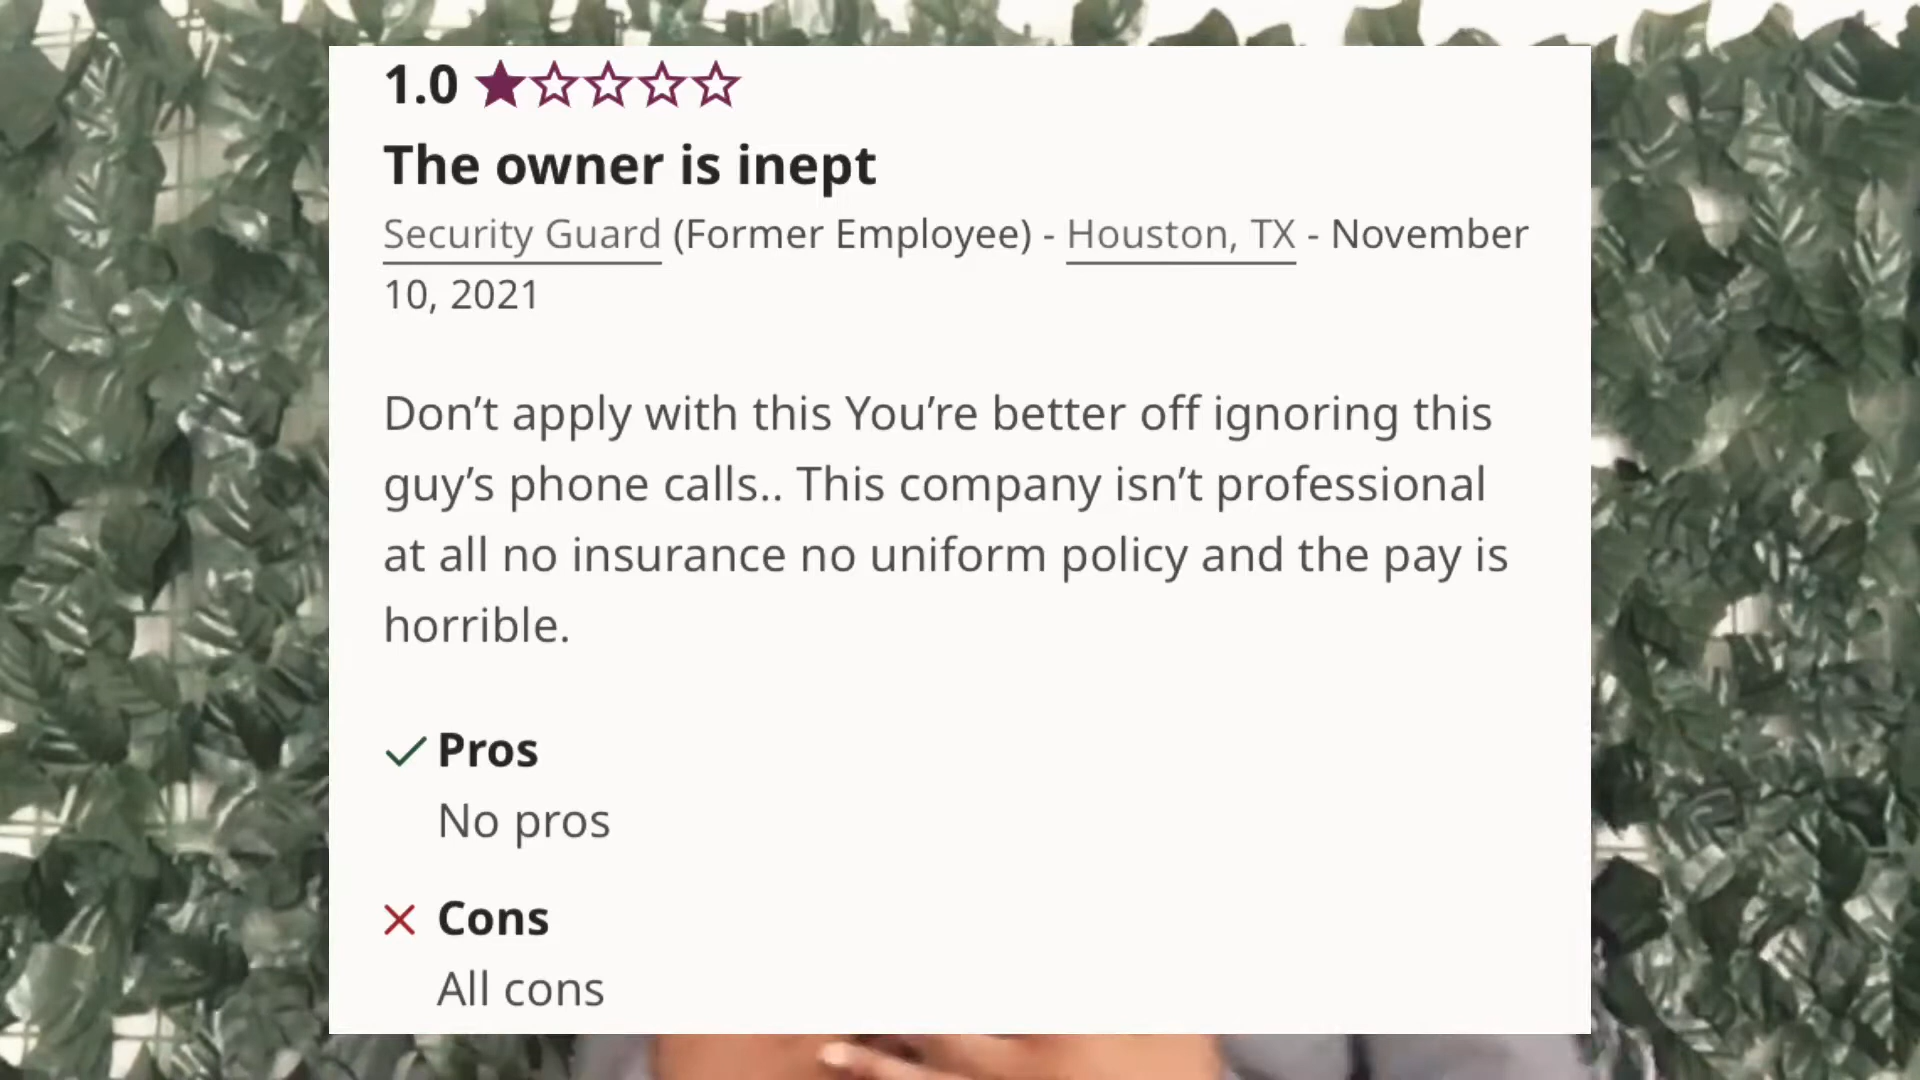 1.0
The owner is inept
Security Guard (Former Employee) - Houston, TX - November
10, 2021
Don’t apply with this You’re better off ignoring this
guy’s phone calls.. This company isn’t professional
at all no insurance no uniform policy and the pay is
horrible.
Pros
No pros
Cons
All cons